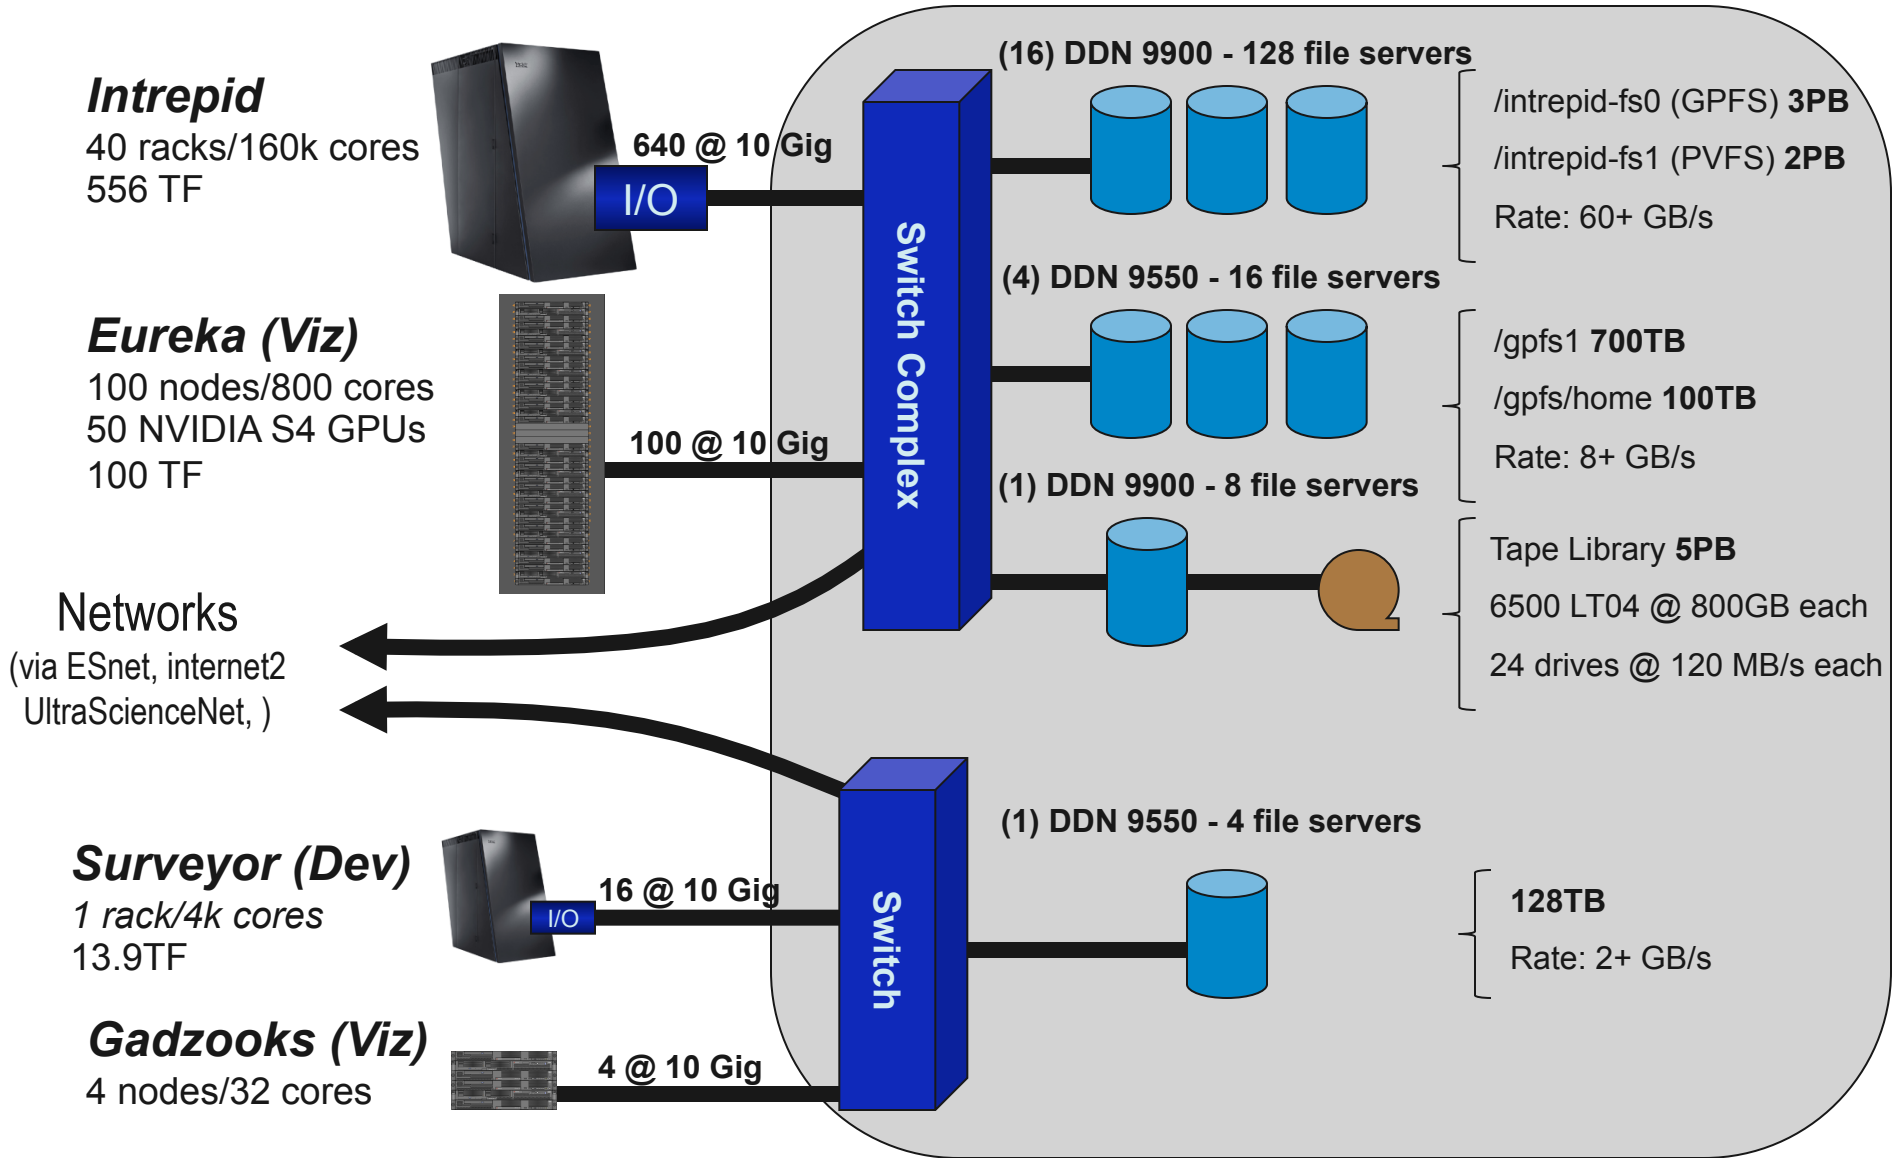 Intrepid
40 racks/160k cores
556 TF
640 @ 10 Gig
I/O
Eureka (Viz)
100 nodes/800 cores
50 NVIDIA S4 GPUs
100 TF
100 @ 10 Gig
Switch Complex
(16) DDN 9900 - 128 file servers
/intrepid-fs0 (GPFS) 3PB
/intrepid-fs1 (PVFS) 2PB
Rate: 60+ GB/s
(4) DDN 9550 - 16 file servers
/gpfs1 700TB
/gpfs/home 100TB
Rate: 8+ GB/s
(1) DDN 9900 - 8 file servers
Tape Library 5PB
6500 LT04 @ 800GB each
24 drives @ 120 MB/s each
Networks
(via ESnet, internet2
UltraScienceNet, )
Surveyor (Dev)
1 rack/4k cores
13.9TF
16 @ 10 Gig
I/O
Switch
(1) DDN 9550 - 4 file servers
128TB
Rate: 2+ GB/s
Gadzooks (Viz)
4 nodes/32 cores
4 @ 10 Gig